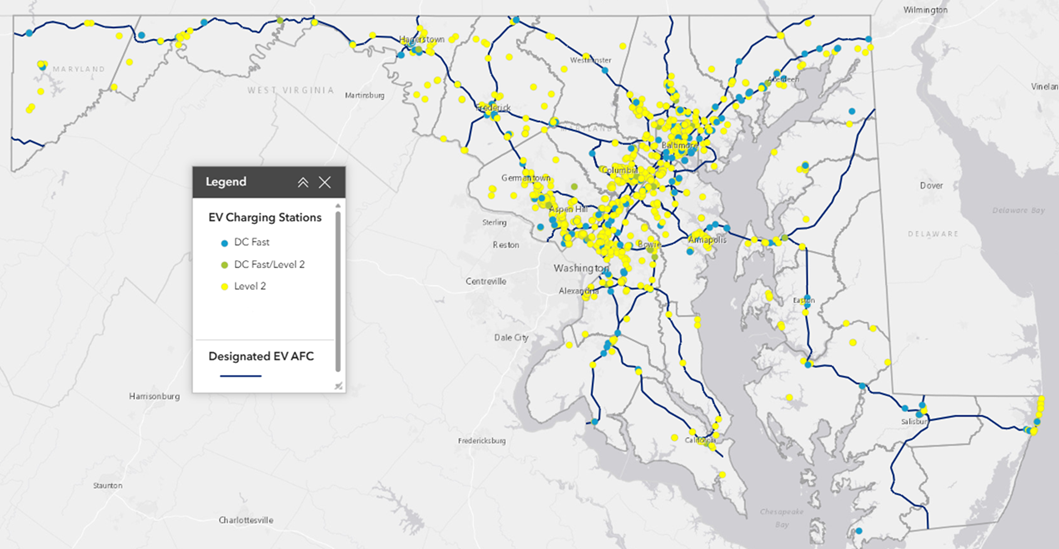 Wilmington
Hagerstown
Westminster
MARYLAND
WEST VIRGINIA
Martinsburg
Aberdeen
Vinelan
Frederick
Baltimore
Legend
EV Charging Stations
DC Fast
DC Fast/Level 2
Level 2
Designated EV AFC
Germantown
Columbia
Dover
Aspen Hill
Sterling
Reston
Bowie
Annapolis
Delaware Bay
DELAWARE
Washington
Centreville
Alexandria
Easton
Dale City
Harrisonburg
Salisbury
Fredericksburg
California
Staunton
Charlottesville
Chesapeake
Bay